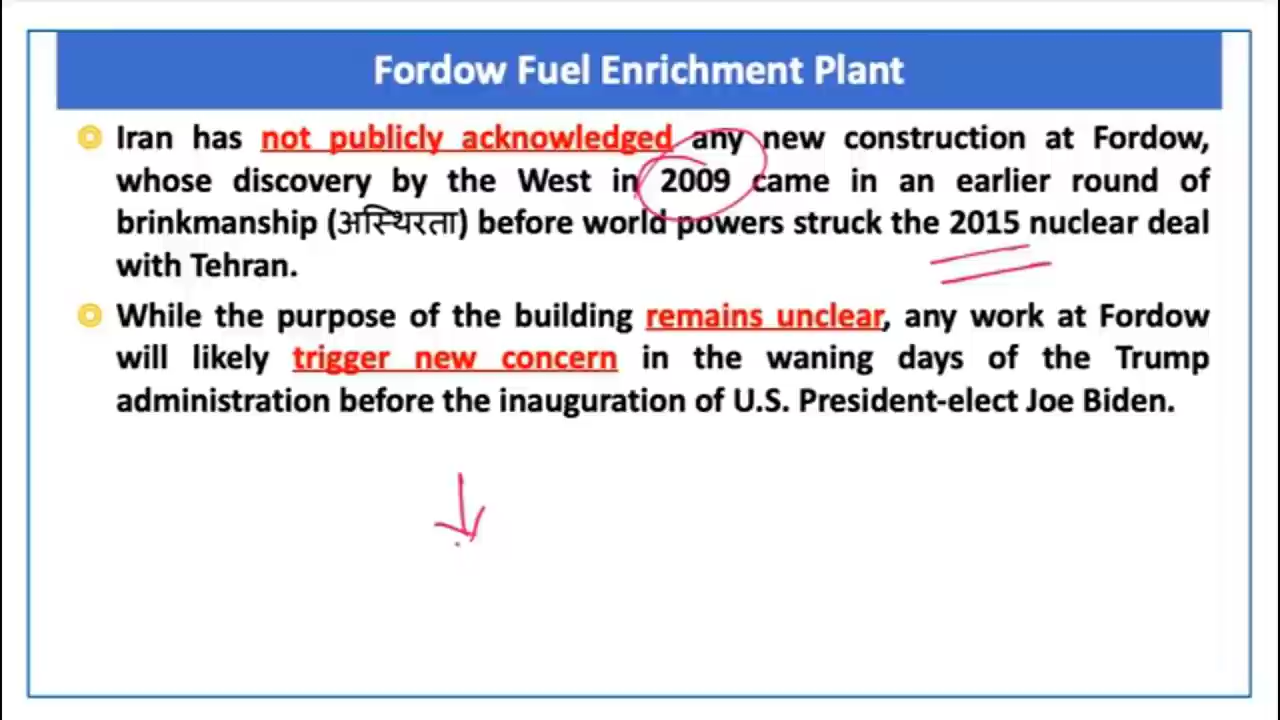 Fordow Fuel Enrichment Plant
Iran has not publicly acknowledged any new construction at Fordow,
whose discovery by the West in 2009 came in an earlier round of
brinkmanship (अस्थिरता) before world powers struck the 2015 nuclear deal
with Tehran.
While the purpose of the building remains unclear, any work at Fordow
will likely trigger new concern in the waning days of the Trump
administration before the inauguration of U.S. President-elect Joe Biden.